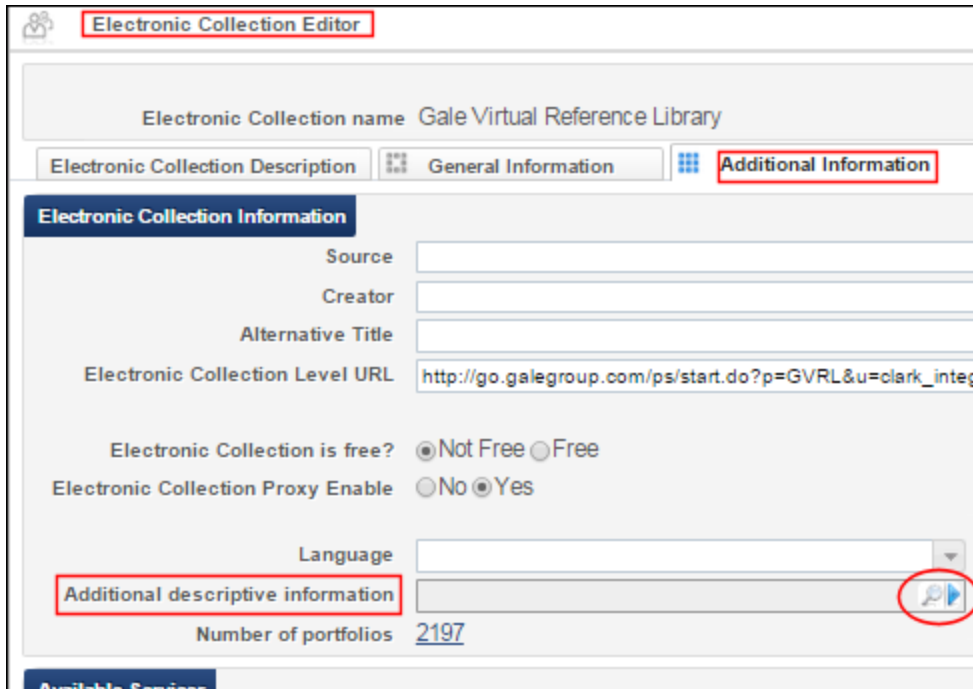 Electronic Collection Editor
Electronic Collection name Gale Virtual Reference Library
Electronic Collection Description General Information Additional Information
Electronic Collection Information
Source
Creator
Alternative Title
Electronic Collection Level URL http://go.galegroup.com/ps/start.do?p=GVRL&u=clark_integ
Electronic Collection is free? Not Free Free
Electronic Collection Proxy Enable No Yes
Language
Additional descriptive information
Number of portfolios 2197
Available Services